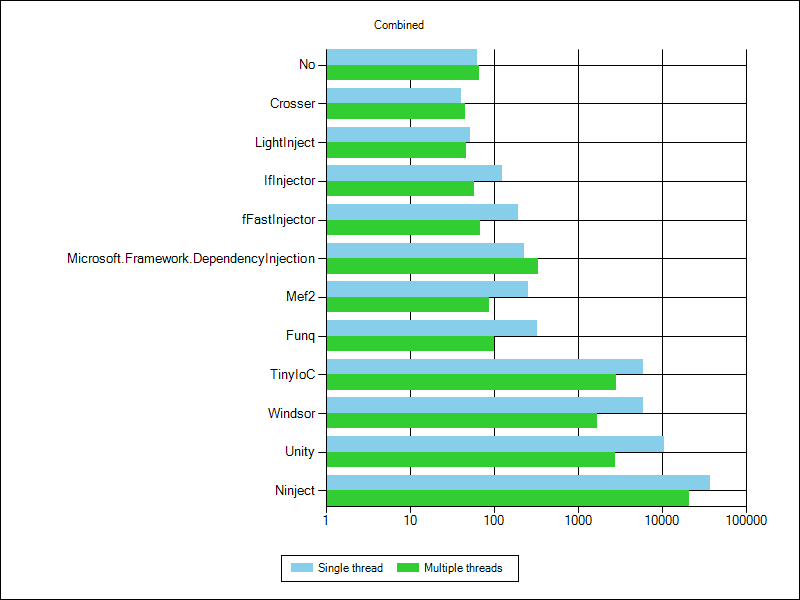 Combined
No
Crosser
LightInject
IfInjector
fFastInjector
Microsoft.Framework.DependencyInjection
Mef2
Funq
TinyIoC
Windsor
Unity
Ninject
1 10 100 1000 10000 100000
Single thread Multiple threads